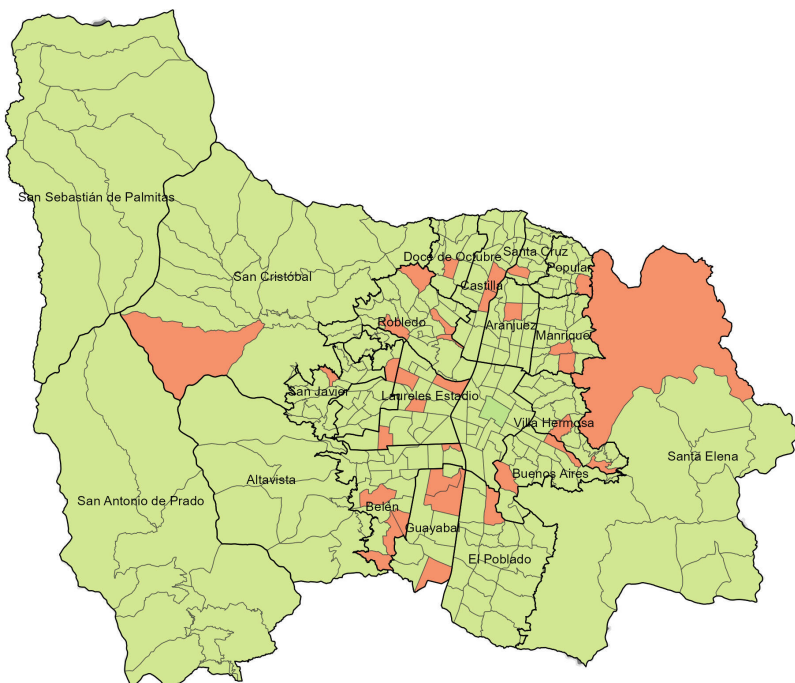 San Sebastián de Palmitas
San Cristóbal
Doce de Octubre
Santa Cruz
Popular
Castilla
Robledo
Aranjuez
Manrique
San Javier
Laureles Estadio
Villa Hermosa
Santa Elena
Buenos Aires
Altavista
San Antonio de Prado
Belén
Guayabal
El Poblado